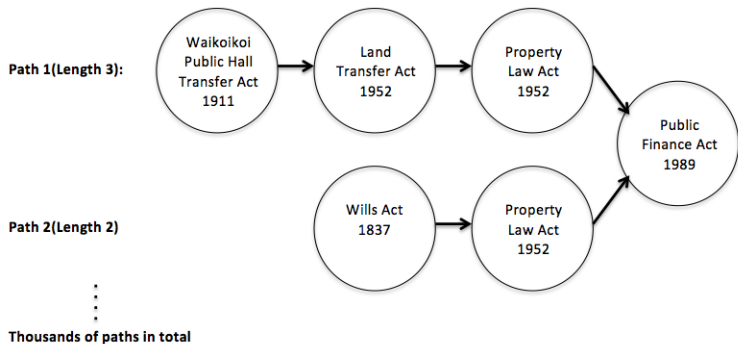 Path 1(Length 3):
Waikoikoi
Public Hall
Transfer Act
1911
Land
Transfer Act
1952
Property
Law Act
1952
Public
Finance Act
1989
Path 2(Length 2)
Wills Act
1837
Property
Law Act
1952
Thousands of paths in total